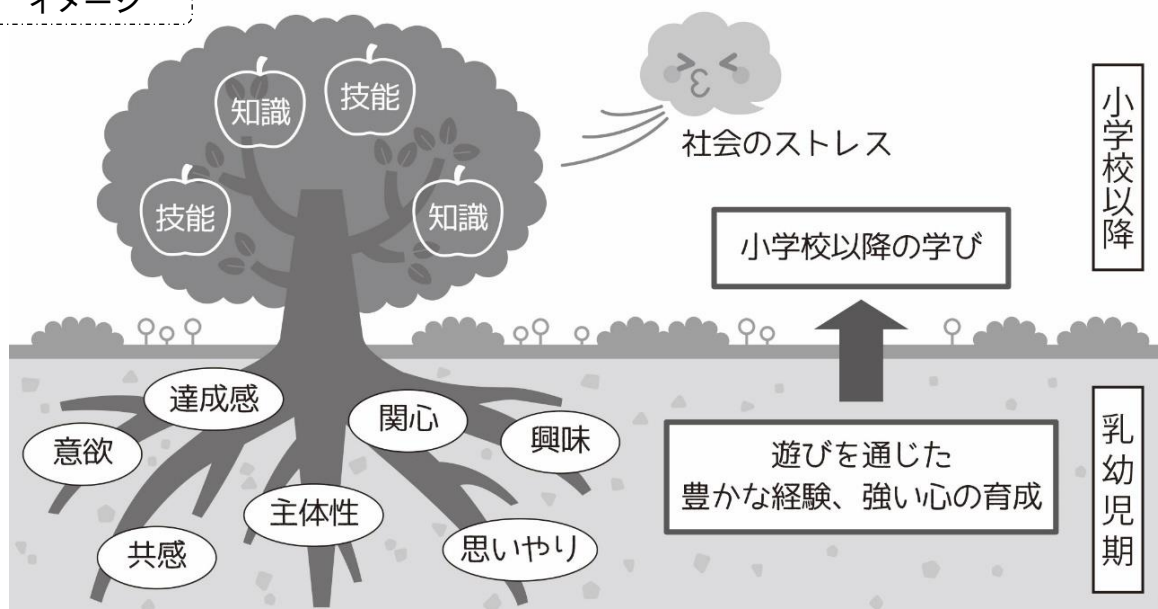 イメージ
知識
技能
技能
知識
社会のストレス
小学校以降
小学校以降の学び
達成感
関心
意欲
興味
主体性
共感
思いやり
遊びを通じた
豊かな経験、強い心の育成
乳幼児期